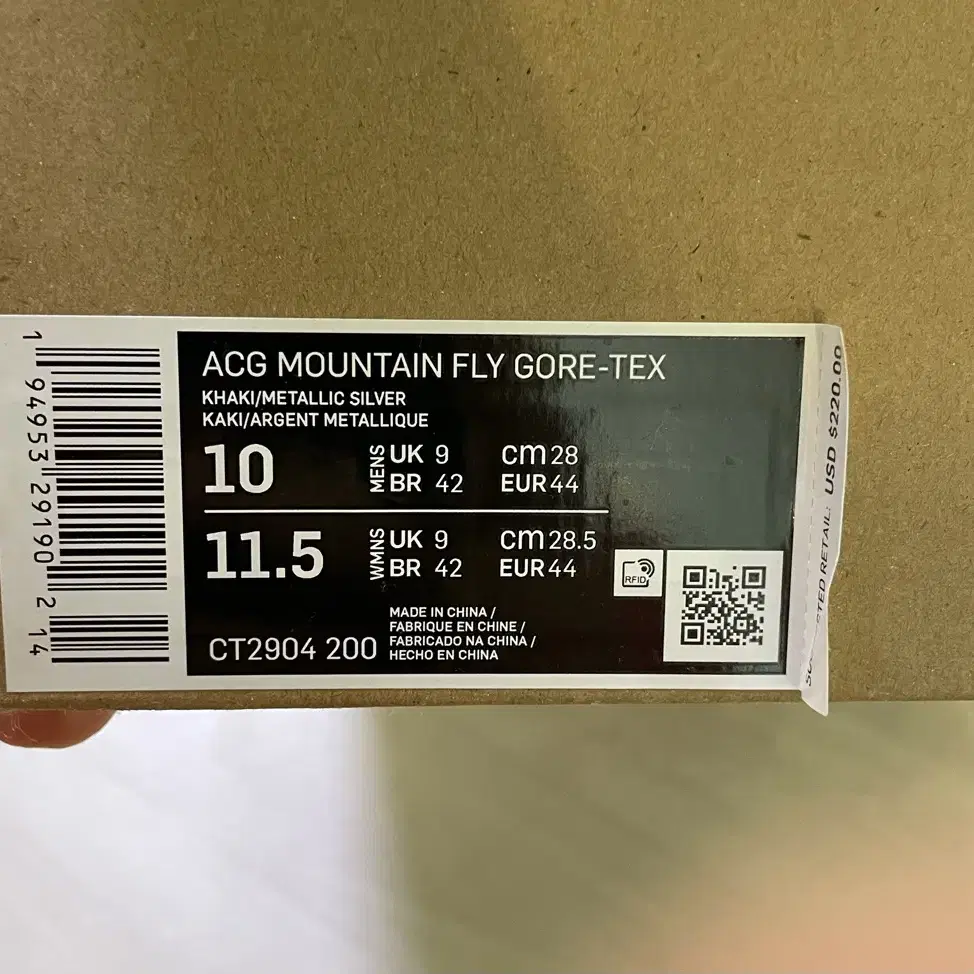 ACG MOUNTAIN FLY GORE-TEX
KHAKI/METALLIC SILVER
KAKI/ARGENT METALLIQUE
10 MENS UK 9 cm 28
BR 42 EUR 44
11.5 WMNS UK 9 cm 28.5
BR 42 EUR 44
RFID
MADE IN CHINA /
FABRIQUE EN CHINE /
FABRICADO NA CHINA /
HECHO EN CHINA
CT2904 200
1 94953 29190 2 14
RETAIL: USD $220.00